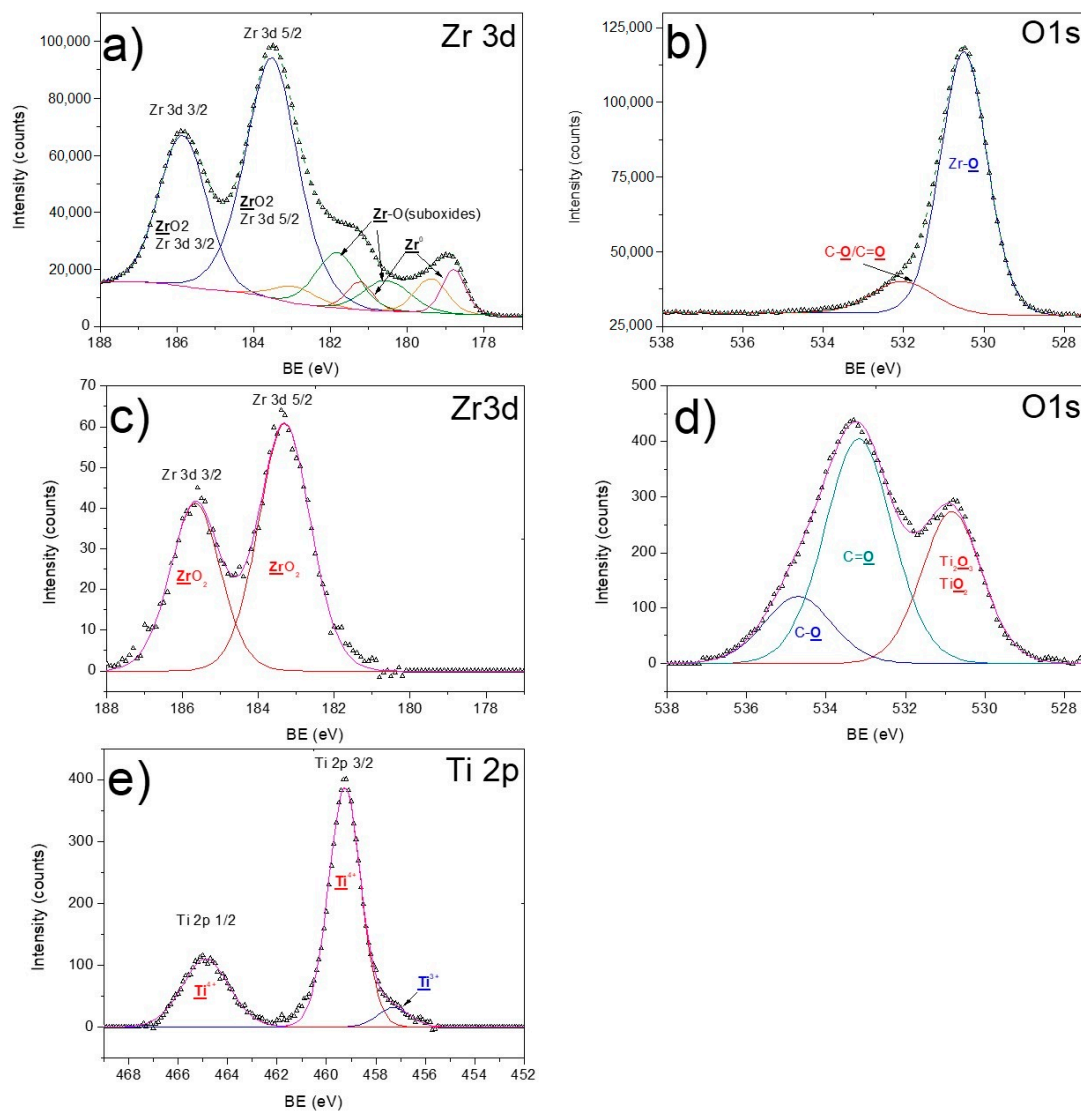 a)
Zr 3d
Zr 3d 5/2
Zr 3d 3/2
ZrO2
Zr 3d 3/2
ZrO2
Zr 3d 5/2
Zr-O(suboxides)
Zr⁰
100,000
80,000
60,000
40,000
20,000
0
Intensity (counts)
188 186 184 182 180 178
BE (eV)
b)
O1s
Zr-O
C-O/C=O
125,000
100,000
75,000
50,000
25,000
Intensity (counts)
538 536 534 532 530 528
BE (eV)
c)
Zr3d
Zr 3d 5/2
Zr 3d 3/2
ZrO₂
ZrO₂
70
60
50
40
30
20
10
0
Intensity (counts)
188 186 184 182 180 178
BE (eV)
d)
O1s
C=O
C-O
Ti₂O₃
TiO₂
500
400
300
200
100
0
Intensity (counts)
538 536 534 532 530 528
BE (eV)
e)
Ti 2p
Ti 2p 3/2
Ti 2p 1/2
Ti⁴⁺
Ti⁴⁺
Ti³⁺
400
300
200
100
0
Intensity (counts)
468 466 464 462 460 458 456 454 452
BE (eV)